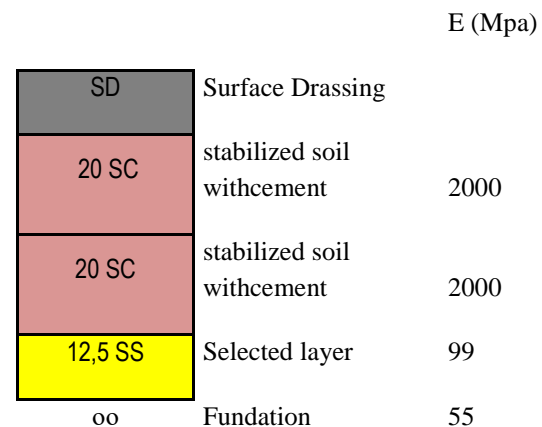 E (Mpa)
SD Surface Drassing
20 SC stabilized soil
withcement 2000
20 SC stabilized soil
withcement 2000
12,5 SS Selected layer 99
oo Fundation 55